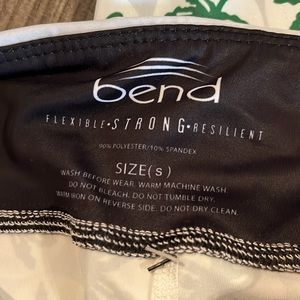 bend
FLEXIBLE•STRONG•RESILIENT
90% POLYESTER/10% SPANDEX
SIZE(S)
WASH BEFORE WEAR. WARM MACHINE WASH.
DO NOT BLEACH. DO NOT TUMBLE DRY.
WARM IRON ON REVERSE SIDE. DO NOT DRY CLEAN.